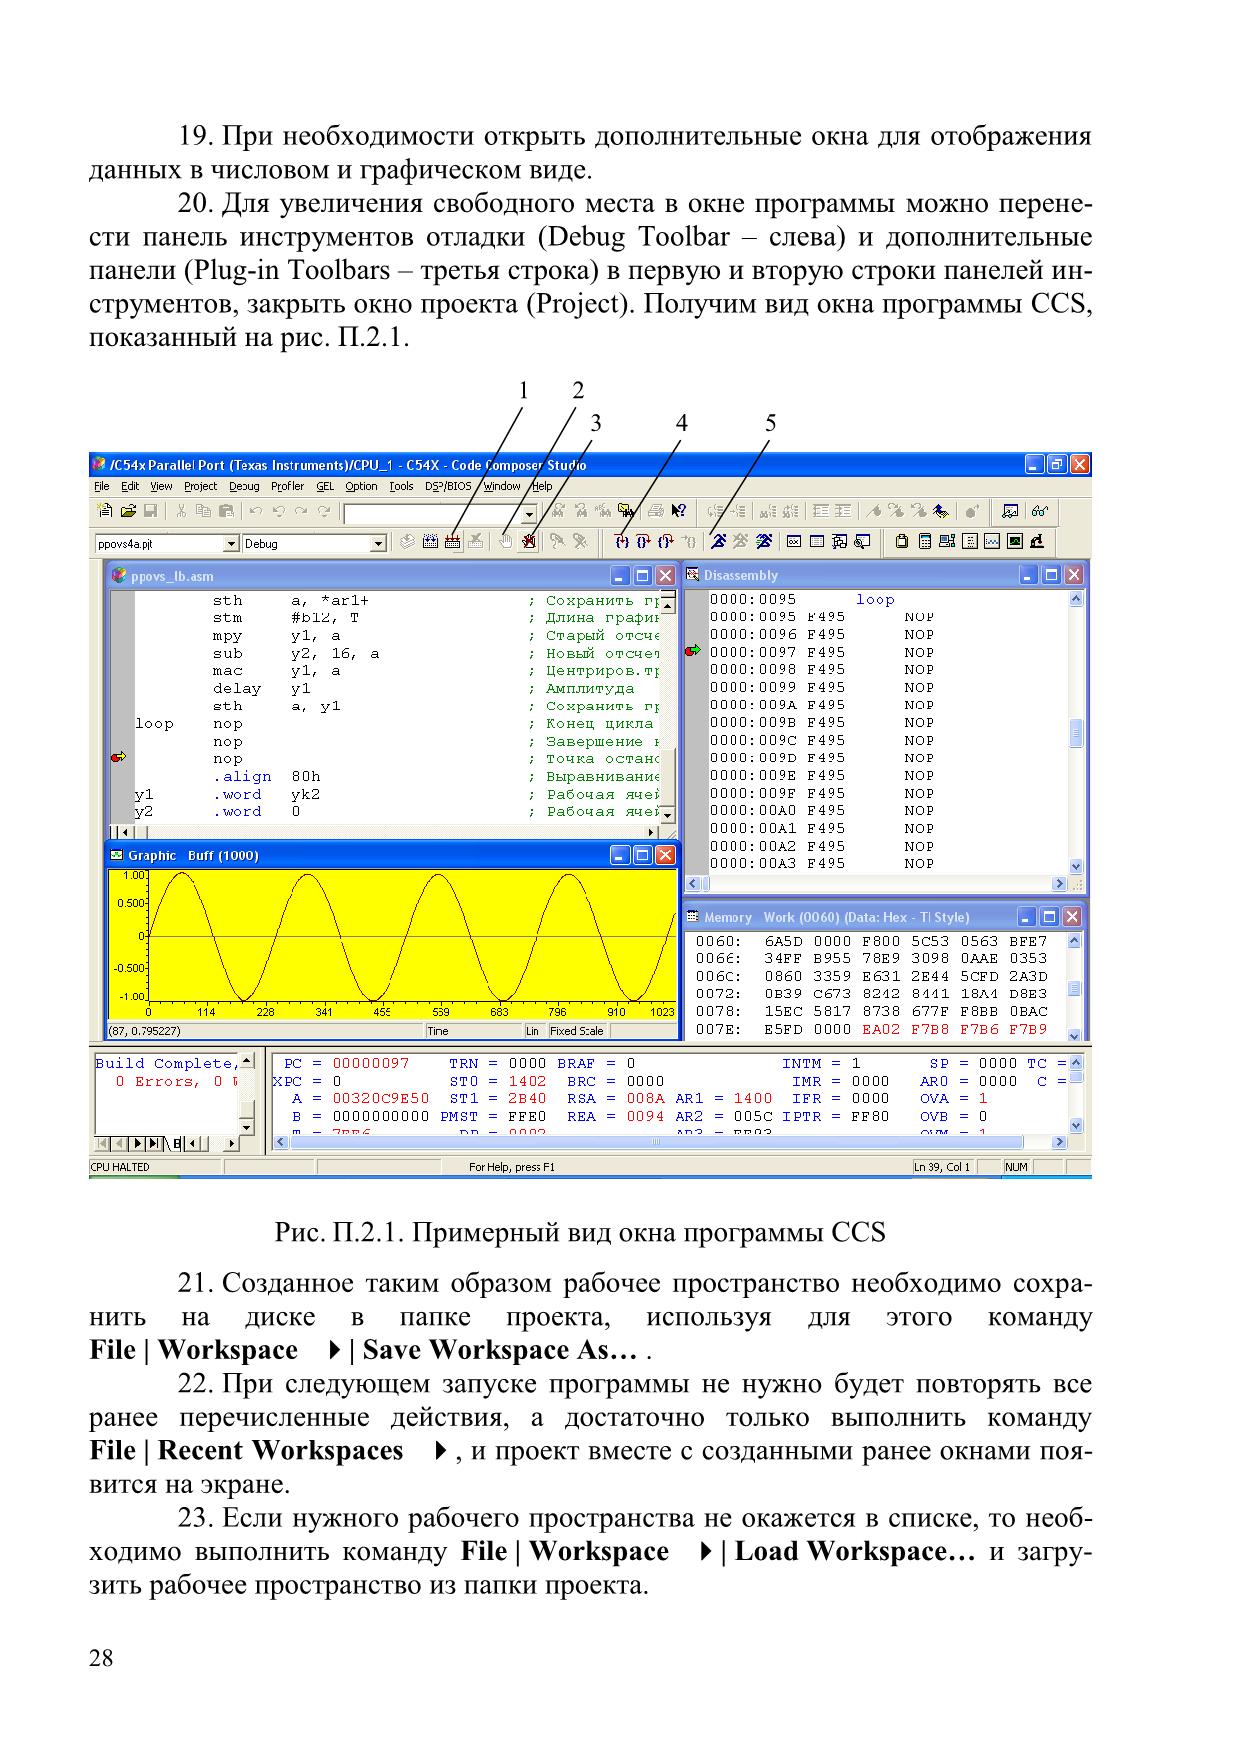 19. При необходимости открыть дополнительные окна для отображения
данных в числовом и графическом виде.
20. Для увеличения свободного места в окне программы можно перене-
сти панель инструментов отладки (Debug Toolbar – слева) и дополнительные
панели (Plug-in Toolbars – третья строка) в первую и вторую строки панелей ин-
струментов, закрыть окно проекта (Project). Получим вид окна программы CCS,
показанный на рис. П.2.1.
1 2
3 4 5
/C54x Parallel Port (Texas Instruments)/CPU_1 - C54X - Code Composer Studio
File Edit View Project Debug Profiler GEL Option Tools DSP/BIOS Window Help
ppovs4a.pjt Debug
ppovs_lb.asm
sth a, *ar1+ ; Сохранить гр
stm #bl2, T ; Длина график
mpy y1, a ; Старый отсче
sub y2, 16, a ; Новый отсчет
mac y1, a ; Центриров.тр
delay y1 ; Амплитуда
sth a, y1 ; Сохранить гр
loop nop ; Конец цикла
nop ; Завершение к
nop ; Точка остано
.align 80h ; Выравнивание
y1 .word yk2 ; Рабочая ячей
y2 .word 0 ; Рабочая ячей
Disassembly
0000:0095 loop
0000:0095 F495 NOP
0000:0096 F495 NOP
0000:0097 F495 NOP
0000:0098 F495 NOP
0000:0099 F495 NOP
0000:009A F495 NOP
0000:009B F495 NOP
0000:009C F495 NOP
0000:009D F495 NOP
0000:009E F495 NOP
0000:009F F495 NOP
0000:00A0 F495 NOP
0000:00A1 F495 NOP
0000:00A2 F495 NOP
0000:00A3 F495 NOP
Graphic Buff (1000)
1.00
0.500
0
-0.500
-1.00
0 114 228 341 455 569 683 796 910 1023
(87, 0.795227) Time Lin Fixed Scale
Memory Work (0060) (Data: Hex - TI Style)
0060: 6A5D 0000 F800 5C53 0563 BFE7
0066: 34FF B955 78E9 3098 0AAE 0353
006C: 0860 3359 E631 2E44 5CFD 2A3D
0072: 0B39 C673 8242 8441 18A4 D8E3
0078: 15EC 5817 8738 677F F8BB 0BAC
007E: E5FD 0000 EA02 F7B8 F7B6 F7B9
Build Complete,
0 Errors, 0
PC = 00000097 TRN = 0000 BRAF = 0 INTM = 1 SP = 0000 TC =
XPC = 0 ST0 = 1402 BRC = 0000 IMR = 0000 AR0 = 0000 C =
A = 00320C9E50 ST1 = 2B40 RSA = 008A AR1 = 1400 IFR = 0000 OVA = 1
B = 0000000000 PMST = FFE0 REA = 0094 AR2 = 005C IPTR = FF80 OVB = 0
CPU HALTED For Help, press F1 Ln 39, Col 1 NUM
Рис. П.2.1. Примерный вид окна программы CCS
21. Созданное таким образом рабочее пространство необходимо сохра-
нить на диске в папке проекта, используя для этого команду
File | Workspace | Save Workspace As… .
22. При следующем запуске программы не нужно будет повторять все
ранее перечисленные действия, а достаточно только выполнить команду
File | Recent Workspaces , и проект вместе с созданными ранее окнами поя-
вится на экране.
23. Если нужного рабочего пространства не окажется в списке, то необ-
ходимо выполнить команду File | Workspace | Load Workspace… и загру-
зить рабочее пространство из папки проекта.
28